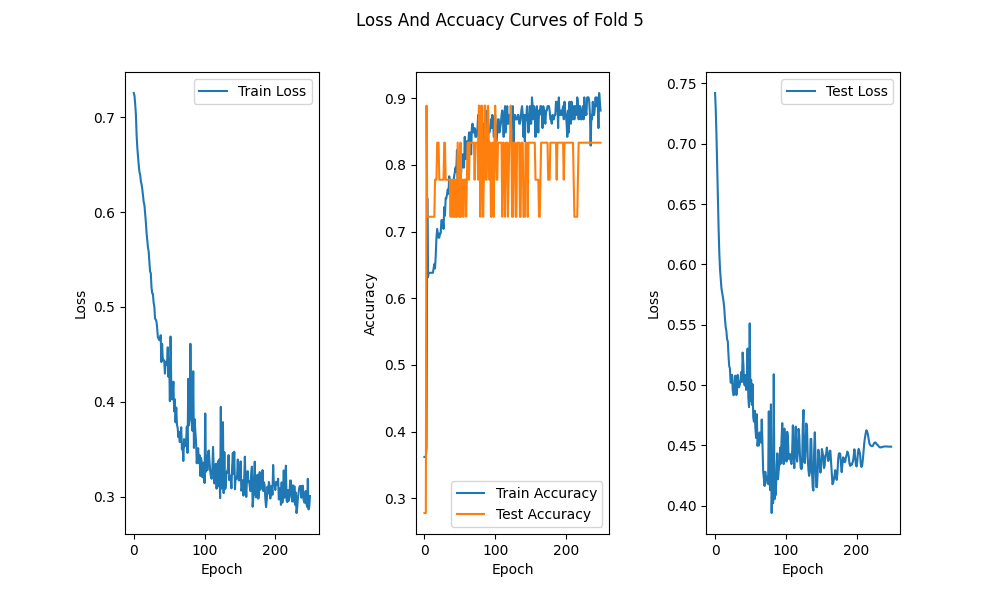 Loss And Accuacy Curves of Fold 5
Train Loss
0.7
0.6
0.5
0.4
0.3
Loss
0
100
200
Epoch
0.9
0.8
0.7
0.6
0.5
0.4
0.3
Accuracy
Train Accuracy
Test Accuracy
0
100
200
Epoch
Test Loss
0.75
0.70
0.65
0.60
0.55
0.50
0.45
0.40
Loss
0
100
200
Epoch